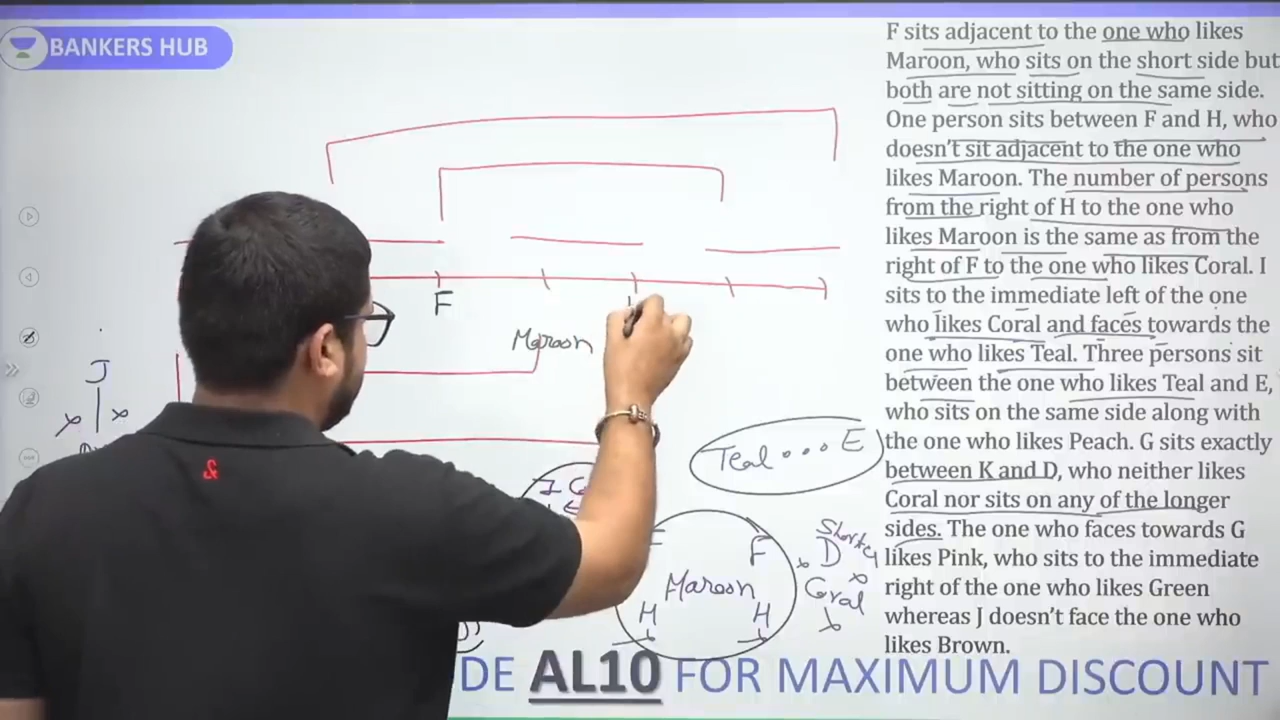 BANKERS HUB
F sits adjacent to the one who likes
Maroon, who sits on the short side but
both are not sitting on the same side.
One person sits between F and H, who
doesn't sit adjacent to the one who
likes Maroon. The number of persons
from the right of H to the one who
likes Maroon is the same as from the
right of F to the one who likes Coral. I
sits to the immediate left of the one
who likes Coral and faces towards the
one who likes Teal. Three persons sit
between the one who likes Teal and E,
who sits on the same side along with
the one who likes Peach. G sits exactly
between K and D, who neither likes
Coral nor sits on any of the longer
sides. The one who faces towards G
likes Pink, who sits to the immediate
right of the one who likes Green
whereas J doesn't face the one who
likes Brown.
F
Maroon
J
Teal E
I
F
Maroon
H H
Shorter
D
Coral
DE AL10 FOR MAXIMUM DISCOUNT